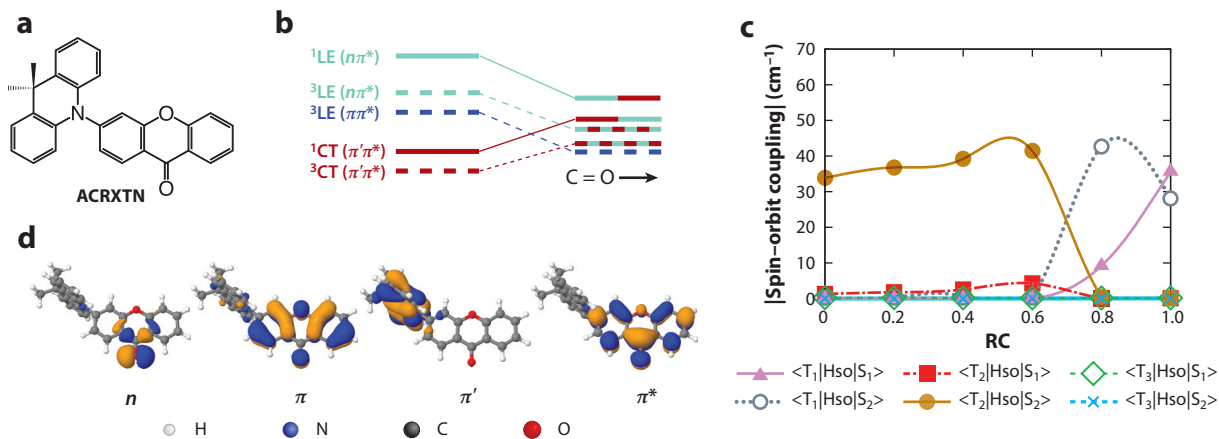 a
N
O
O
ACRXTN
b
¹LE (nπ*)
³LE (nπ*)
³LE (ππ*)
¹CT (π′π*)
³CT (π′π*)
C = O
c
|Spin–orbit coupling| (cm⁻¹)
70
60
50
40
30
20
10
0
0 0.2 0.4 0.6 0.8 1.0
RC
<T₁|Hso|S₁> <T₂|Hso|S₁> <T₃|Hso|S₁>
<T₁|Hso|S₂> <T₂|Hso|S₂> <T₃|Hso|S₂>
d
n π π′ π*
H N C O